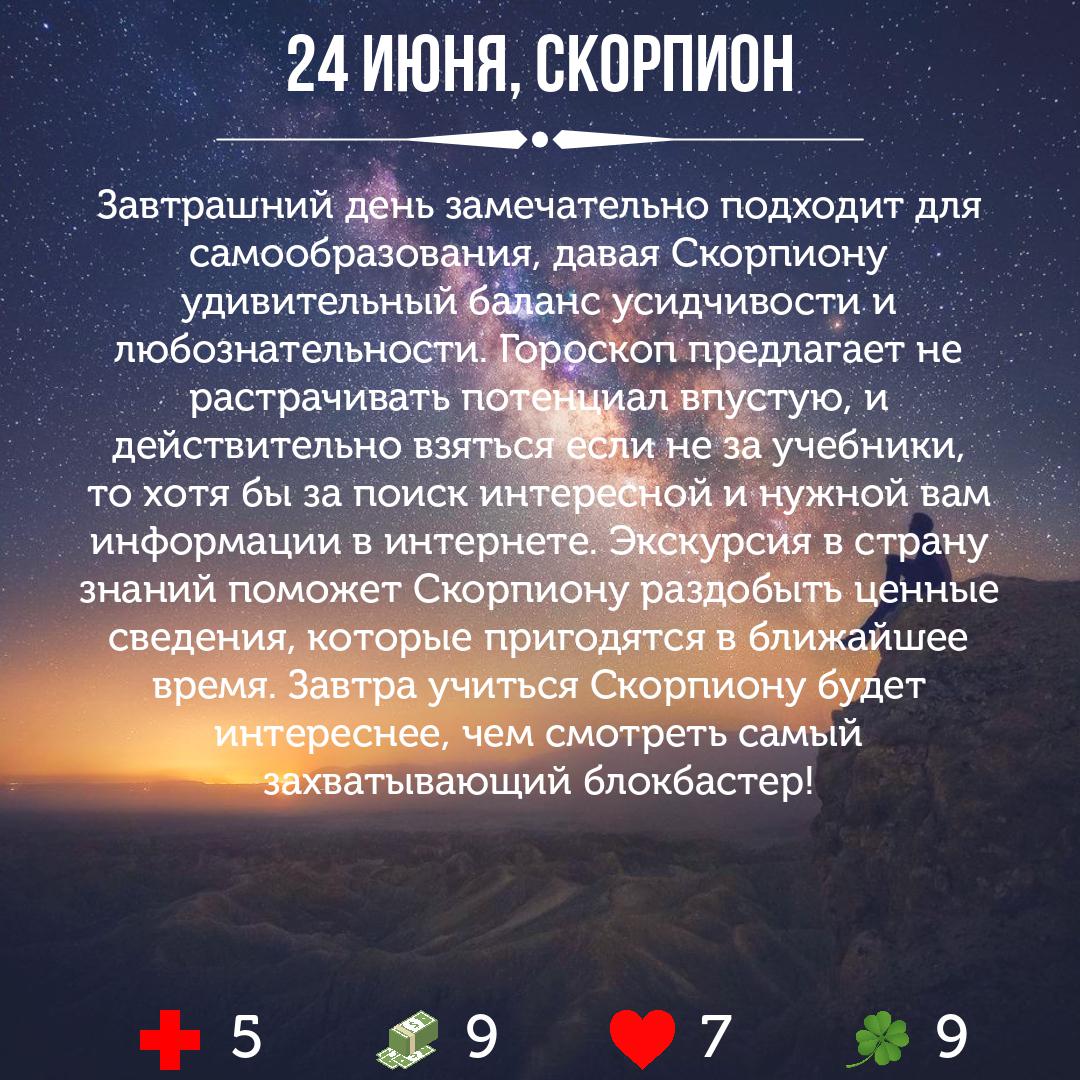 24 ИЮНЯ, СКОРПИОН
Завтрашний день замечательно подходит для
самообразования, давая Скорпиону
удивительный баланс усидчивости и
любознательности. Гороскоп предлагает не
растрачивать потенциал впустую, и
действительно взяться если не за учебники,
то хотя бы за поиск интересной и нужной вам
информации в интернете. Экскурсия в страну
знаний поможет Скорпиону раздобыть ценные
сведения, которые пригодятся в ближайшее
время. Завтра учиться Скорпиону будет
интереснее, чем смотреть самый
захватывающий блокбастер!
5 9 7 9